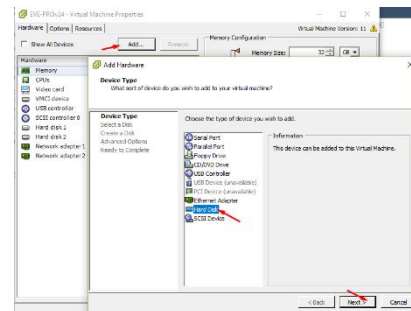 EVE-PROv24 - Virtual Machine Properties
Hardware Options Resources
Virtual Machine Version: 11
Show All Devices
Add...
Remove
Memory Configuration
Memory Size: 32 GB
Hardware
Memory
CPUs
Video card
VMCI device
USB controller
SCSI controller 0
Hard disk 1
Hard disk 2
Network adapter 1
Network adapter 2
Add Hardware
Device Type
What sort of device do you wish to add to your virtual machine?
Device Type
Select a Disk
Create a Disk
Advanced Options
Ready to Complete
Choose the type of device you wish to add.
Serial Port
Parallel Port
Floppy Drive
CD/DVD Drive
USB Controller
USB Device (unavailable)
PCI Device (unavailable)
Ethernet Adapter
Hard Disk
SCSI Device
Information
This device can be added to this Virtual Machine.
< Back
Next >
Cancel